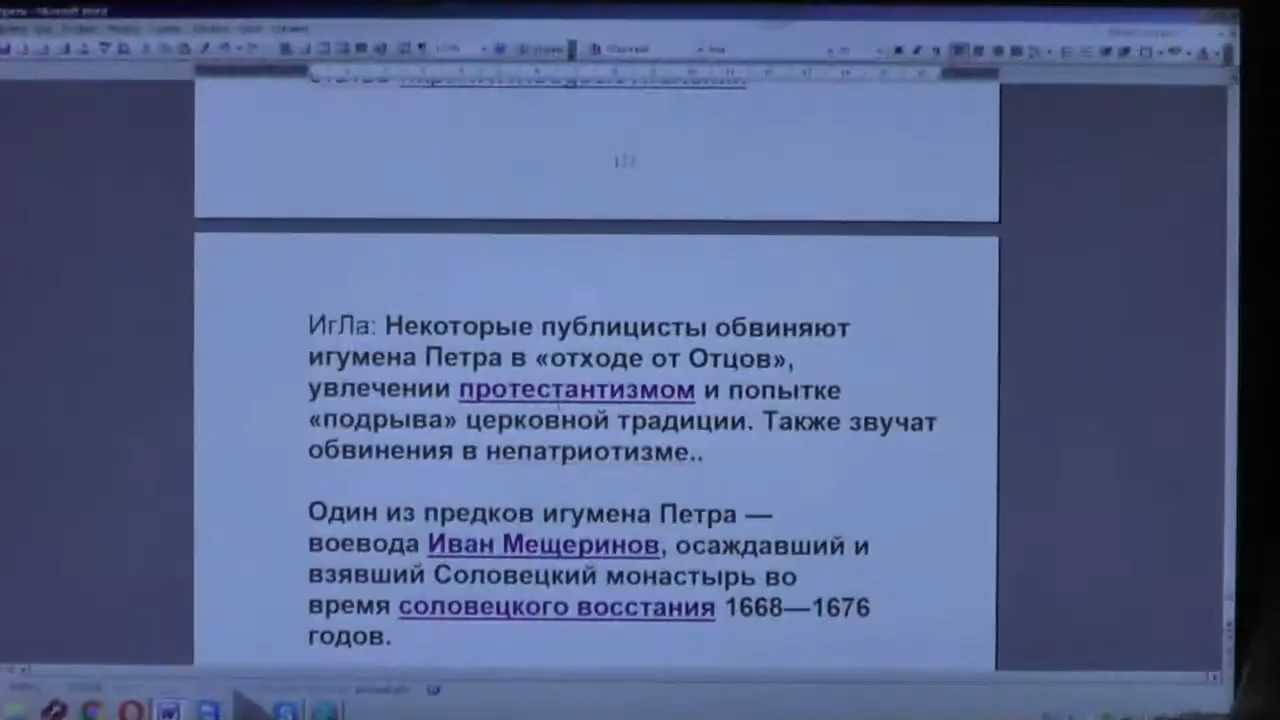 ИгЛа: Некоторые публицисты обвиняют
игумена Петра в «отходе от Отцов»,
увлечении протестантизмом и попытке
«подрыва» церковной традиции. Также звучат
обвинения в непатриотизме..
Один из предков игумена Петра —
воевода Иван Мещеринов, осаждавший и
взявший Соловецкий монастырь во
время соловецкого восстания 1668—1676
годов.